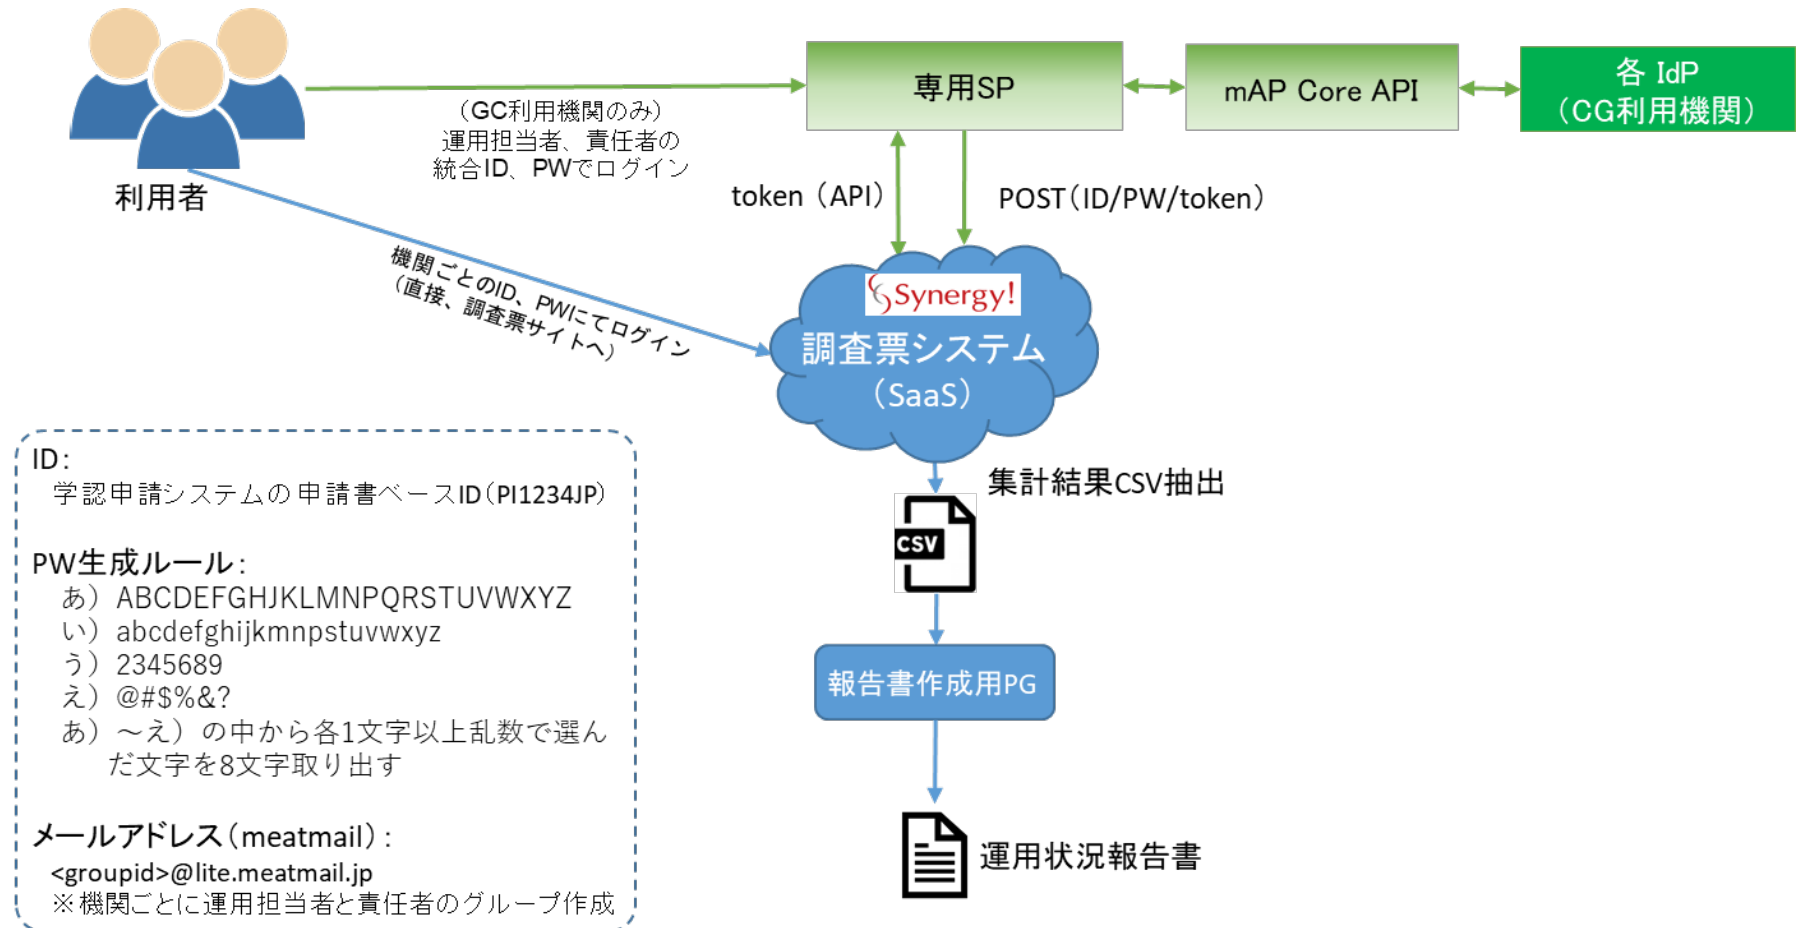 専用SP
mAP Core API
各 IdP
（CG利用機関）
（GC利用機関のみ）
運用担当者、責任者の
統合ID、PWでログイン
利用者
token（API）
POST（ID/PW/token）
機関ごとのID、PWにてログイン
（直接、調査票サイトへ）
Synergy!
調査票システム
（SaaS）
集計結果CSV抽出
CSV
報告書作成用PG
運用状況報告書
ID：
学認申請システムの申請書ベースID（PI1234JP）
PW生成ルール：
あ）ABCDEFGHJKLMNPQRSTUVWXYZ
い）abcdefghijkmnpstuvwxyz
う）2345689
え）@#$%&?
あ）～え）の中から各1文字以上乱数で選ん
だ文字を8文字取り出す
メールアドレス（meatmail）：
<groupid>@lite.meatmail.jp
※機関ごとに運用担当者と責任者のグループ作成